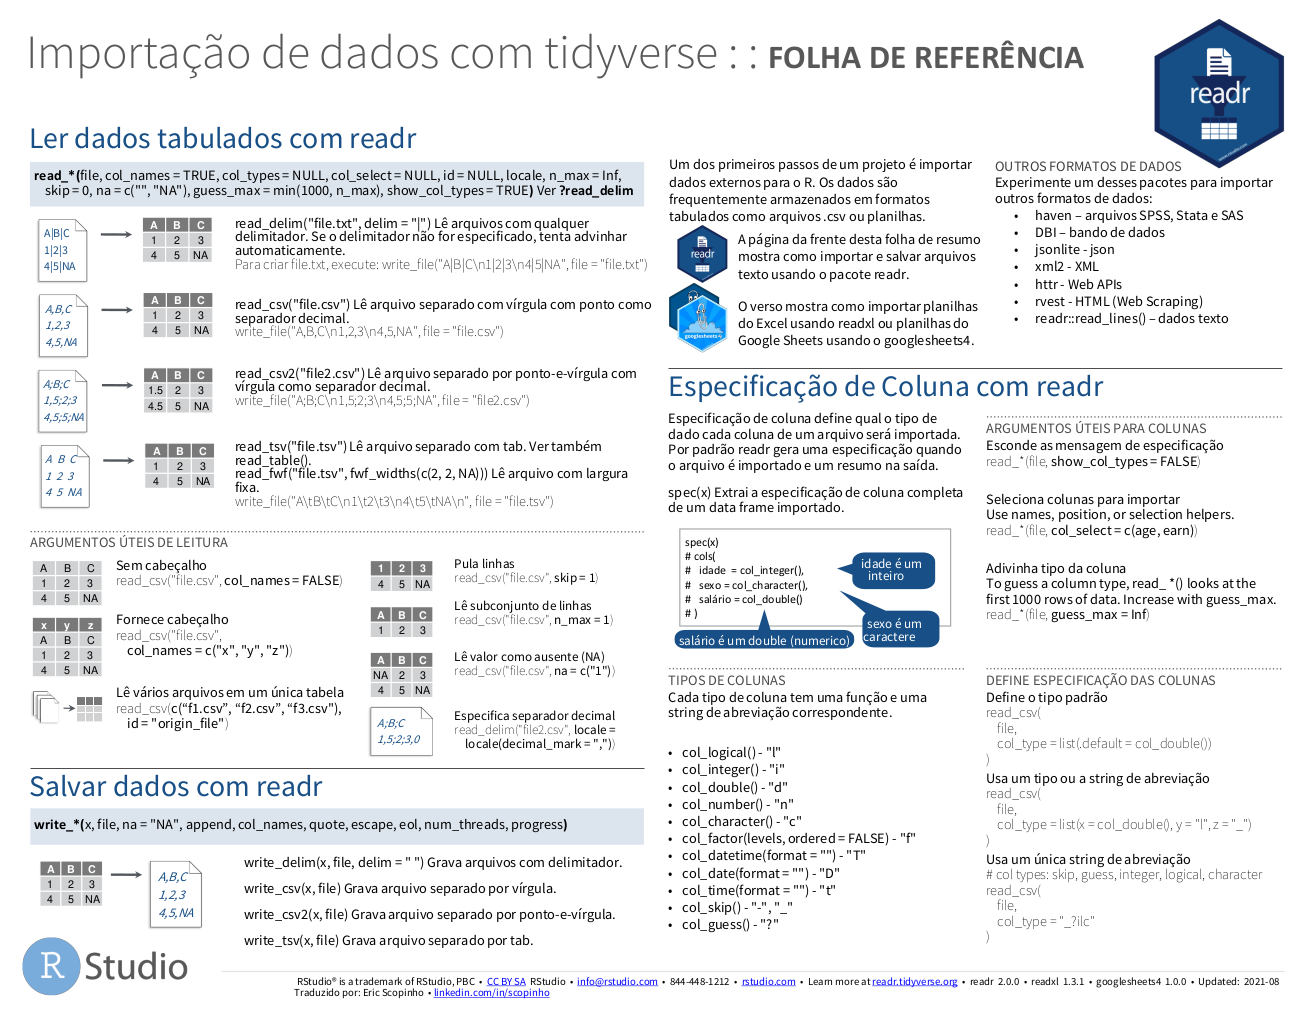 Importação de dados com tidyverse : : FOLHA DE REFERÊNCIA
readr
www.rstudio.com
Ler dados tabulados com readr
read_*(file, col_names = TRUE, col_types = NULL, col_select = NULL, id = NULL, locale, n_max = Inf,
skip = 0, na = c("", "NA"), guess_max = min(1000, n_max), show_col_types = TRUE) Ver ?read_delim
A|B|C
1|2|3
4|5|NA
A B C
1 2 3
4 5 NA
read_delim("file.txt", delim = "|") Lê arquivos com qualquer
delimitador. Se o delimitador não for especificado, tenta advinhar
automaticamente.
Para criar file.txt, execute: write_file("A|B|C\n1|2|3\n4|5|NA", file = "file.txt")
A,B,C
1,2,3
4,5,NA
A B C
1 2 3
4 5 NA
read_csv("file.csv") Lê arquivo separado com vírgula com ponto como
separador decimal.
write_file("A,B,C\n1,2,3\n4,5,NA", file = "file.csv")
A;B;C
1,5;2;3
4,5;5;NA
A B C
1.5 2 3
4.5 5 NA
read_csv2("file2.csv") Lê arquivo separado por ponto-e-vírgula com
vírgula como separador decimal.
write_file("A;B;C\n1,5;2;3\n4,5;5;NA", file = "file2.csv")
A B C
1 2 3
4 5 NA
A B C
1 2 3
4 5 NA
read_tsv("file.tsv") Lê arquivo separado com tab. Ver também
read_table().
read_fwf("file.tsv", fwf_widths(c(2, 2, NA))) Lê arquivo com largura
fixa.
write_file("A\tB\tC\n1\t2\t3\n4\t5\tNA\n", file = "file.tsv")
ARGUMENTOS ÚTEIS DE LEITURA
A B C
1 2 3
4 5 NA
Sem cabeçalho
read_csv("file.csv", col_names = FALSE)
x y z
A B C
1 2 3
4 5 NA
Fornece cabeçalho
read_csv("file.csv",
col_names = c("x", "y", "z"))
Lê vários arquivos em um única tabela
read_csv(c(“f1.csv”, “f2.csv”, “f3.csv"),
id = "origin_file")
1 2 3
4 5 NA
Pula linhas
read_csv("file.csv", skip = 1)
A B C
1 2 3
Lê subconjunto de linhas
read_csv("file.csv", n_max = 1)
A B C
NA 2 3
4 5 NA
Lê valor como ausente (NA)
read_csv("file.csv", na = c("1"))
A;B;C
1,5;2;3,0
Especifica separador decimal
read_delim("file2.csv", locale =
locale(decimal_mark = ","))
Salvar dados com readr
write_*(x, file, na = "NA", append, col_names, quote, escape, eol, num_threads, progress)
A B C
1 2 3
4 5 NA
A,B,C
1,2,3
4,5,NA
write_delim(x, file, delim = " ") Grava arquivos com delimitador.
write_csv(x, file) Grava arquivo separado por vírgula.
write_csv2(x, file) Grava arquivo separado por ponto-e-vírgula.
write_tsv(x, file) Grava arquivo separado por tab.
Um dos primeiros passos de um projeto é importar
dados externos para o R. Os dados são
frequentemente armazenados em formatos
tabulados como arquivos .csv ou planilhas.
readr
A página da frente desta folha de resumo
mostra como importar e salvar arquivos
texto usando o pacote readr.
googlesheets4
O verso mostra como importar planilhas
do Excel usando readxl ou planilhas do
Google Sheets usando o googlesheets4.
OUTROS FORMATOS DE DADOS
Experimente um desses pacotes para importar
outros formatos de dados:
• haven – arquivos SPSS, Stata e SAS
• DBI – bando de dados
• jsonlite - json
• xml2 - XML
• httr - Web APIs
• rvest - HTML (Web Scraping)
• readr::read_lines() – dados texto
Especificação de Coluna com readr
Especificação de coluna define qual o tipo de
dado cada coluna de um arquivo será importada.
Por padrão readr gera uma especificação quando
o arquivo é importado e um resumo na saída.
spec(x) Extrai a especificação de coluna completa
de um data frame importado.
spec(x)
# cols(
# idade = col_integer(),
# sexo = col_character(),
# salário = col_double()
# )
idade é um
inteiro
sexo é um
caractere
salário é um double (numerico)
ARGUMENTOS ÚTEIS PARA COLUNAS
Esconde as mensagem de especificação
read_*(file, show_col_types = FALSE)
Seleciona colunas para importar
Use names, position, or selection helpers.
read_*(file, col_select = c(age, earn))
Adivinha tipo da coluna
To guess a column type, read_ *() looks at the
first 1000 rows of data. Increase with guess_max.
read_*(file, guess_max = Inf)
TIPOS DE COLUNAS
Cada tipo de coluna tem uma função e uma
string de abreviação correspondente.
• col_logical() - "l"
• col_integer() - "i"
• col_double() - "d"
• col_number() - "n"
• col_character() - "c"
• col_factor(levels, ordered = FALSE) - "f"
• col_datetime(format = "") - "T"
• col_date(format = "") - "D"
• col_time(format = "") - "t"
• col_skip() - "-", "_"
• col_guess() - "?"
DEFINE ESPECIFICAÇÃO DAS COLUNAS
Define o tipo padrão
read_csv(
file,
col_type = list(.default = col_double())
)
Usa um tipo ou a string de abreviação
read_csv(
file,
col_type = list(x = col_double(), y = "l", z = "_")
)
Usa um única string de abreviação
# col types: skip, guess, integer, logical, character
read_csv(
file,
col_type = "_?ilc"
)
R Studio
RStudio® is a trademark of RStudio, PBC • CC BY SA RStudio • info@rstudio.com • 844-448-1212 • rstudio.com • Learn more at readr.tidyverse.org • readr 2.0.0 • readxl 1.3.1 • googlesheets4 1.0.0 • Updated: 2021-08
Traduzido por: Eric Scopinho • linkedin.com/in/scopinho